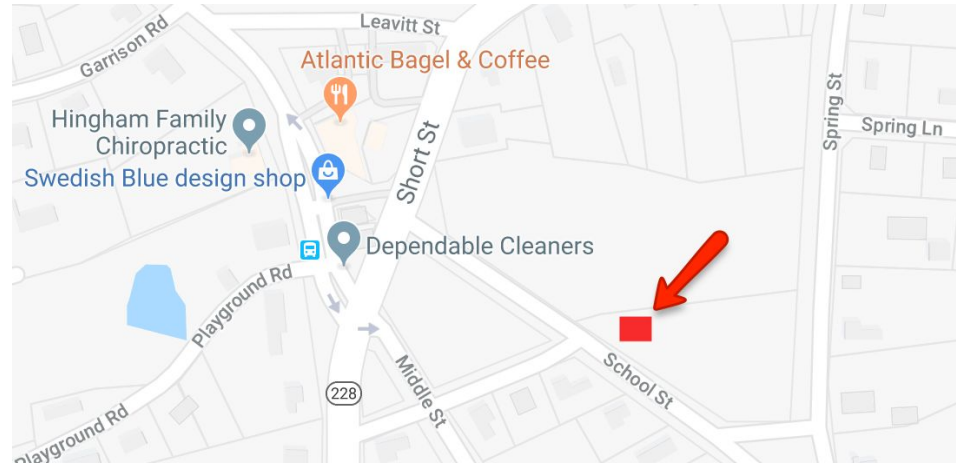 Leavitt St
Garrison Rd
Atlantic Bagel & Coffee
Spring St
Hingham Family
Chiropractic
Spring Ln
Short St
Swedish Blue design shop
Dependable Cleaners
Playground Rd
School St
Middle St
228
Playground Rd